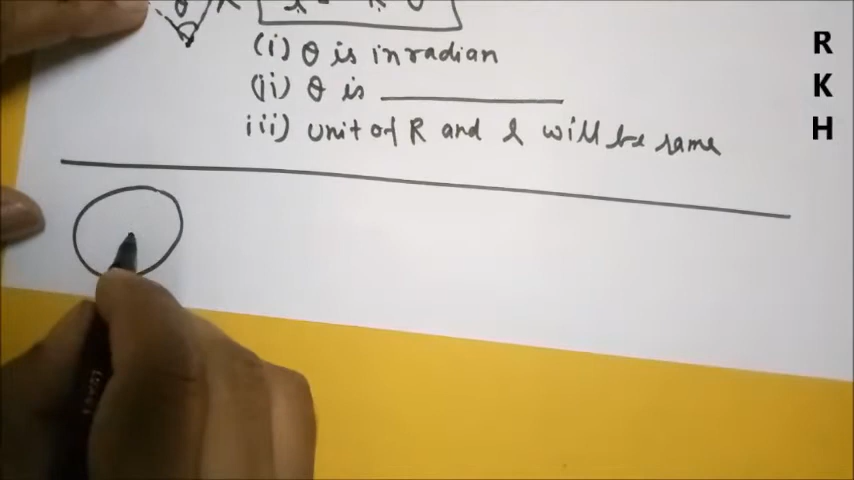 θ
(i) θ is in radian
(ii) θ is
iii) unit of R and l will be same
R
K
H